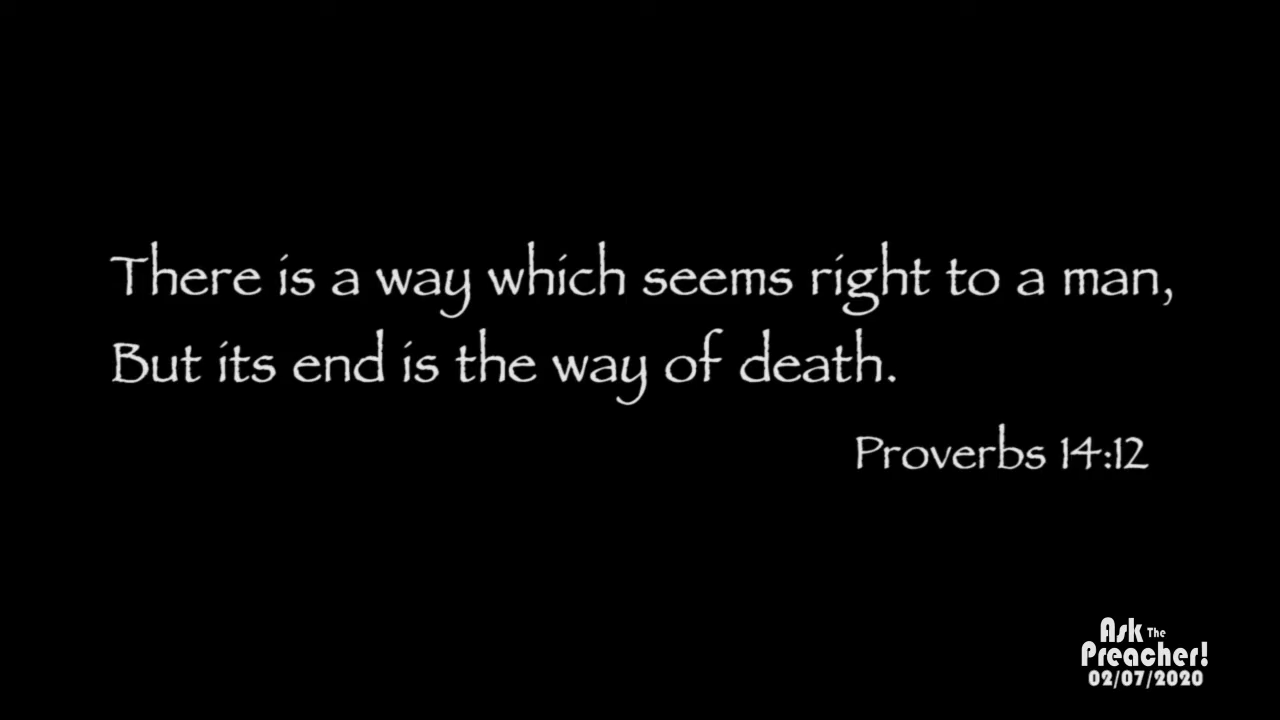 There is a way which seems right to a man,
But its end is the way of death.
Proverbs 14:12
Ask The
Preacher!
02/07/2020